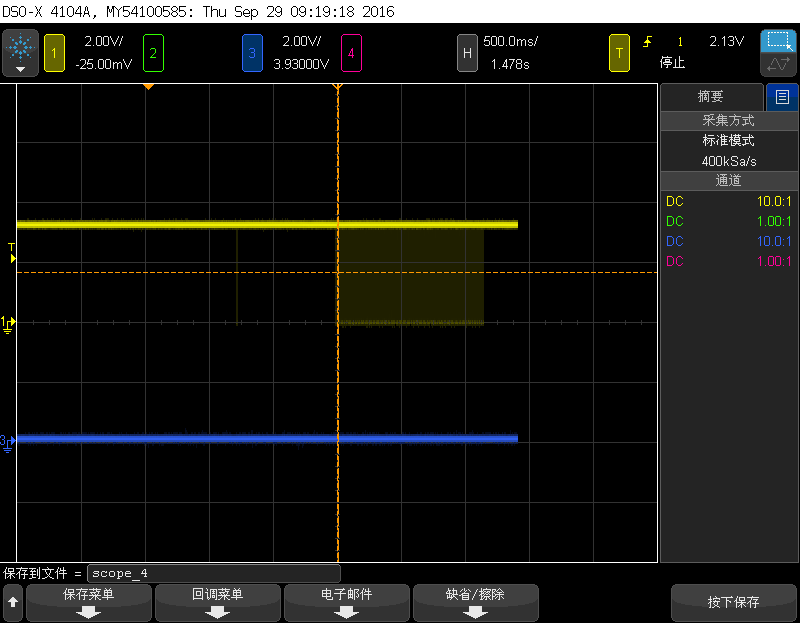 DSO-X 4104A, MY54100585: Thu Sep 29 09:19:18 2016
1 2.00V/ 2 3 2.00V/ 4 H 500.0ms/ T 1 2.13V
-25.00mV 3.93000V 1.478s 停止
摘要
采集方式
标准模式
400kSa/s
通道
DC 10.0:1
DC 1.00:1
DC 10.0:1
DC 1.00:1
T
1
3
保存到文件 = scope_4
保存菜单 回调菜单 电子邮件 缺省/擦除 按下保存